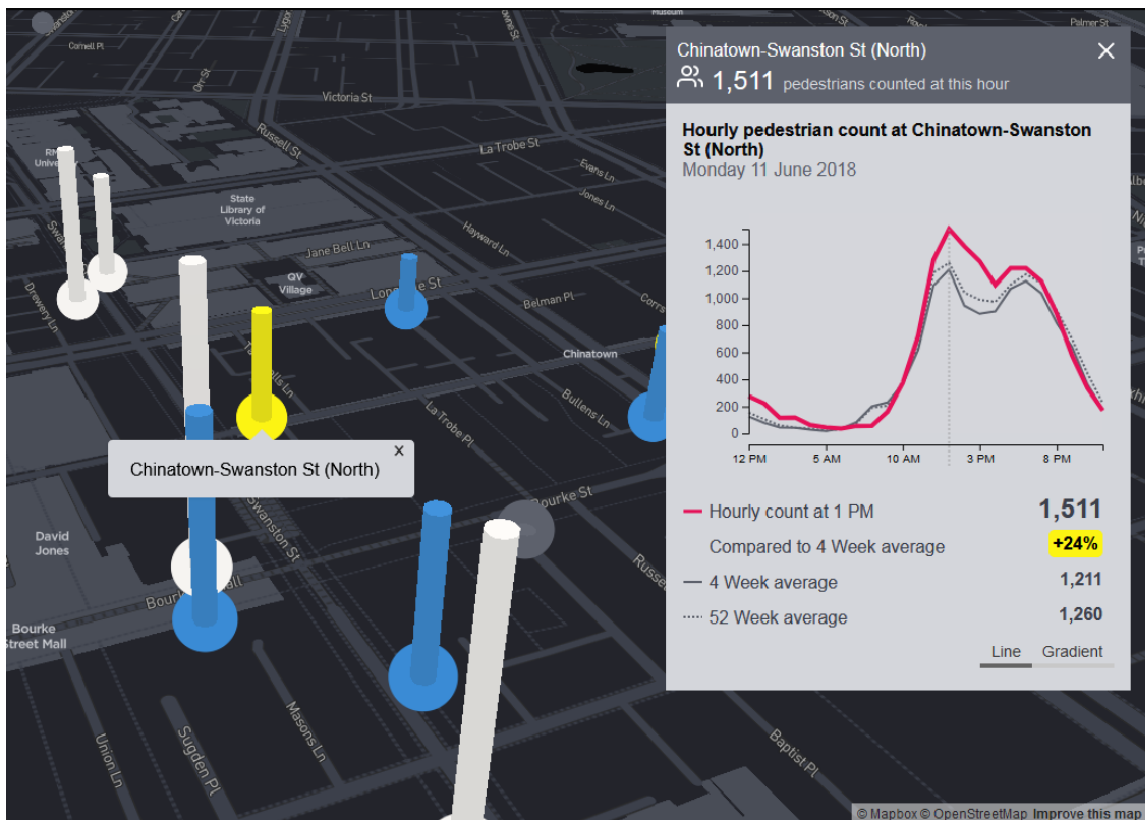 Museum
Palmer St
Cornell Pl
Orr St
Victoria St
Russell St
La Trobe St
Evans Ln
Jones Ln
State
Library of
Victoria
Hayward Ln
Jane Bell Ln
QV
Village
Drewery Ln
Belman Pl
Chinatown
Bullens Ln
La Trobe Pl
Chinatown-Swanston St (North)
x
Swanston St
Bourke St
David
Jones
Bourke
Street Mall
Masons Ln
Union Ln
Sugden Pl
Baptist Pl
Chinatown-Swanston St (North)
1,511 pedestrians counted at this hour
Hourly pedestrian count at Chinatown-Swanston
St (North)
Monday 11 June 2018
1,400
1,200
1,000
800
600
400
200
0
12 PM
5 AM
10 AM
3 PM
8 PM
Hourly count at 1 PM 1,511
Compared to 4 Week average +24%
4 Week average 1,211
52 Week average 1,260
Line Gradient
© Mapbox © OpenStreetMap Improve this map